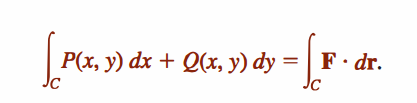 ∫_C P(x, y) dx + Q(x, y) dy = ∫_C F · dr.